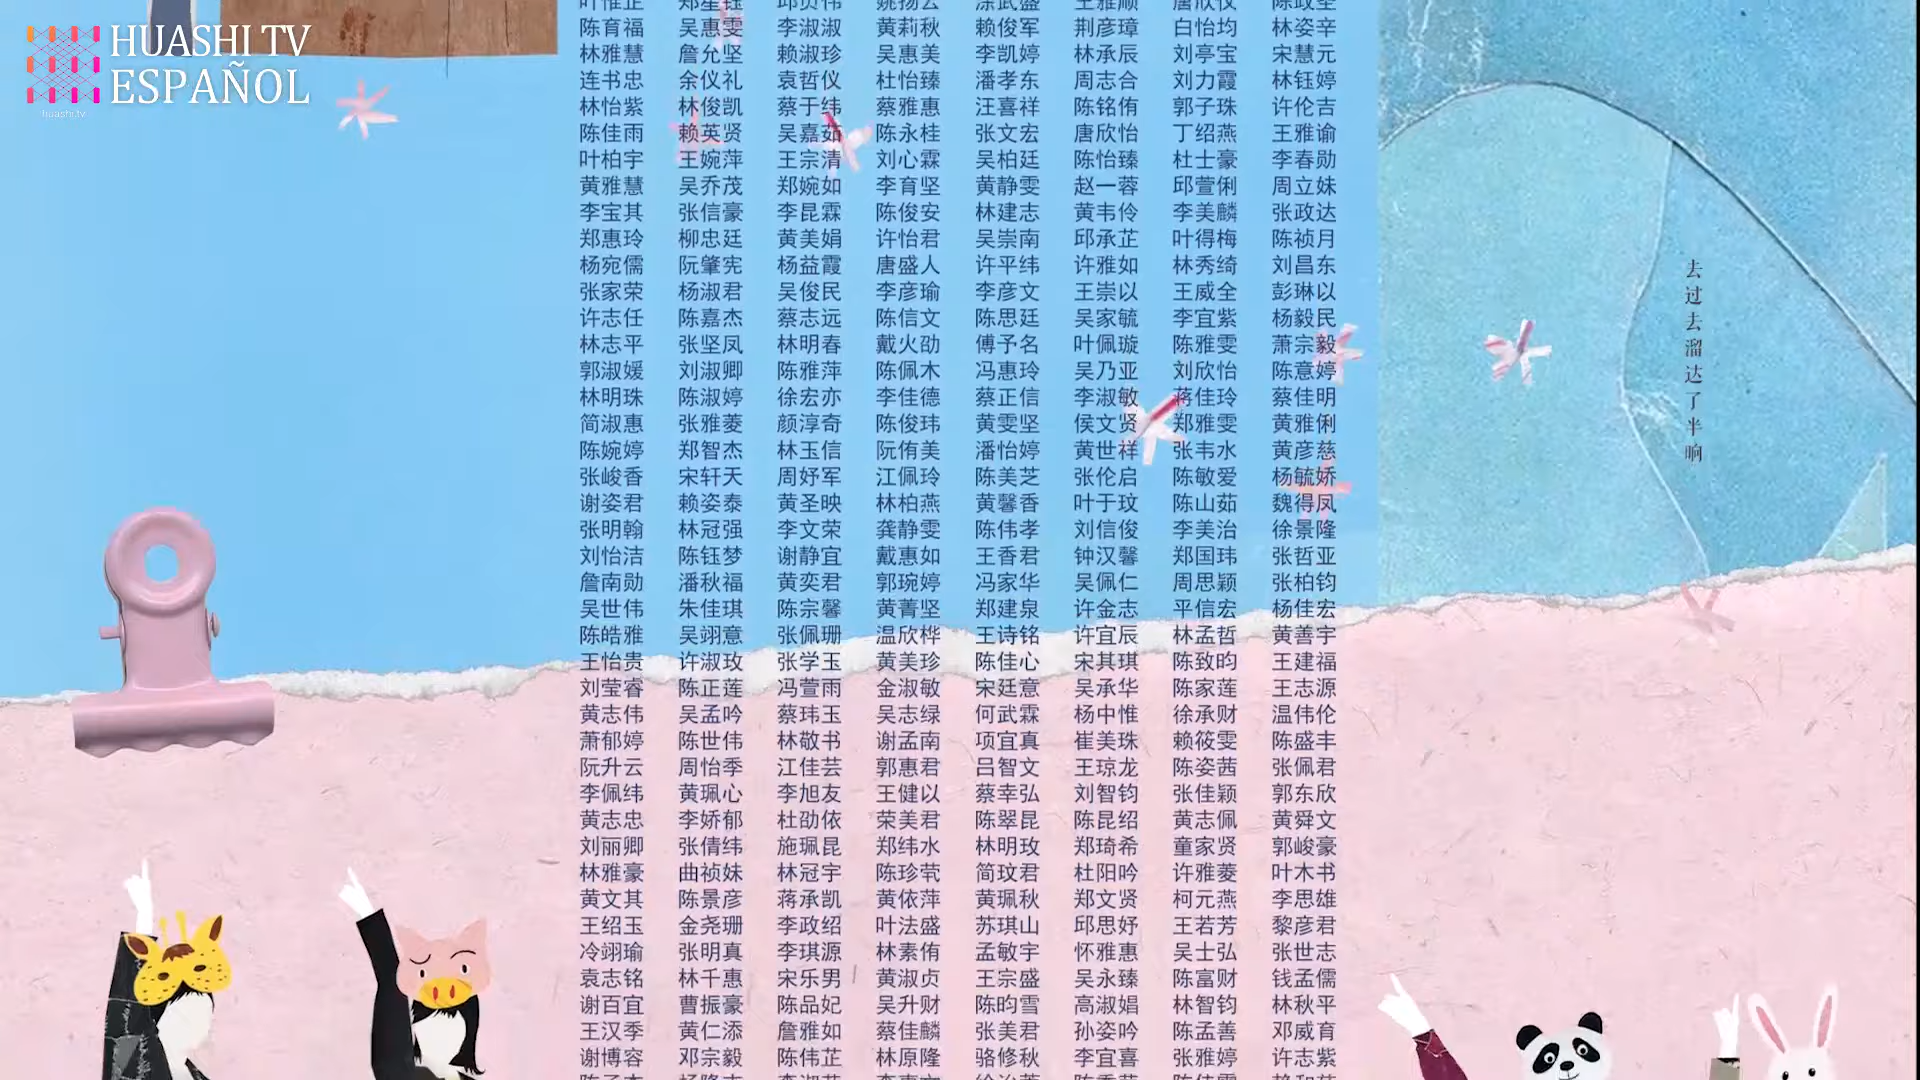 HUASHI TV
ESPAÑOL
huashi.tv
陈育福 吴惠雯 李淑淑 黄莉秋 赖俊军 荆彦璋 白怡均 林姿辛
林雅慧 詹允坚 赖淑珍 吴惠美 李凯婷 林承辰 刘亭宝 宋慧元
连书忠 余仪礼 袁哲仪 杜怡臻 潘孝东 周志合 刘力霞 林钰婷
林怡紫 林俊凯 蔡于纬 蔡雅惠 汪喜祥 陈铭侑 郭子珠 许伦吉
陈佳雨 赖英贤 吴嘉茹 陈永桂 张文宏 唐欣怡 丁绍燕 王雅谕
叶柏宇 王婉萍 王宗清 刘心霖 吴柏廷 陈怡臻 杜士豪 李春勋
黄雅慧 吴乔茂 郑婉如 李育坚 黄静雯 赵一蓉 邱萱俐 周立妹
李宝其 张信豪 李昆霖 陈俊安 林建志 黄韦伶 李美麟 张政达
郑惠玲 柳忠廷 黄美娟 许怡君 吴崇南 邱承芷 叶得梅 陈祯月
杨宛儒 阮肇宪 杨益霞 唐盛人 许平纬 许雅如 林秀绮 刘昌东
张家荣 杨淑君 吴俊民 李彦瑜 李彦文 王崇以 王威全 彭琳以
许志任 陈嘉杰 蔡志远 陈信文 陈思廷 吴家毓 李宜紫 杨毅民
林志平 张坚凤 林明春 戴火劭 傅予名 叶佩璇 陈雅雯 萧宗毅
郭淑媛 刘淑卿 陈雅萍 陈佩木 冯惠玲 吴乃亚 刘欣怡 陈意婷
林明珠 陈淑婷 徐宏亦 李佳德 蔡正信 李淑敏 蒋佳玲 蔡佳明
简淑惠 张雅菱 颜淳奇 陈俊玮 黄雯坚 侯文贤 郑雅雯 黄雅俐
陈婉婷 郑智杰 林玉信 阮侑美 潘怡婷 黄世祥 张韦水 黄彦慈
张峻香 宋轩天 周妤军 江佩玲 陈美芝 张伦启 陈敏爱 杨毓娇
谢姿君 赖姿泰 黄圣映 林柏燕 黄馨香 叶于玟 陈山茹 魏得凤
张明翰 林冠强 李文荣 龚静雯 陈伟孝 刘信俊 李美治 徐景隆
刘怡洁 陈钰梦 谢静宜 戴惠如 王香君 钟汉馨 郑国玮 张哲亚
詹南勋 潘秋福 黄奕君 郭琬婷 冯家华 吴佩仁 周思颖 张柏钧
吴世伟 朱佳琪 陈宗馨 黄菁坚 郑建泉 许金志 平信宏 杨佳宏
陈皓雅 吴翊意 张佩珊 温欣桦 王诗铭 许宜辰 林孟哲 黄善宇
王怡贵 许淑玫 张学玉 黄美珍 陈佳心 宋其琪 陈致昀 王建福
刘莹睿 陈正莲 冯萱雨 金淑敏 宋廷意 吴承华 陈家莲 王志源
黄志伟 吴孟吟 蔡玮玉 吴志绿 何武霖 杨中惟 徐承财 温伟伦
萧郁婷 陈世伟 林敬书 谢孟南 项宜真 崔美珠 赖筱雯 陈盛丰
阮升云 周怡季 江佳芸 郭惠君 吕智文 王琼龙 陈姿茜 张佩君
李佩纬 黄珮心 李旭友 王健以 蔡幸弘 刘智钧 张佳颖 郭东欣
黄志忠 李娇郁 杜劭依 荣美君 陈翠昆 陈昆绍 黄志佩 黄舜文
刘丽卿 张倩纬 施珮昆 郑纬水 林明玫 郑琦希 童家贤 郭峻豪
林雅豪 曲祯妹 林冠宇 陈珍茕 简玟君 杜阳吟 许雅菱 叶木书
黄文其 陈景彦 蒋承凯 黄依萍 黄珮秋 郑文贤 柯元燕 李思雄
王绍玉 金尧珊 李政绍 叶法盛 苏琪山 邱思妤 王若芳 黎彦君
冷翊瑜 张明真 李琪源 林素侑 孟敏宇 怀雅惠 吴士弘 张世志
袁志铭 林千惠 宋乐男 黄淑贞 王宗盛 吴永臻 陈富财 钱孟儒
谢百宜 曹振豪 陈品妃 吴升财 陈昀雪 高淑娟 林智钧 林秋平
王汉季 黄仁添 詹雅如 蔡佳麟 张美君 孙姿吟 陈孟善 邓威育
谢博容 邓宗毅 陈伟芷 林原隆 骆修秋 李宜喜 张雅婷 许志紫
去过去溜达了半晌